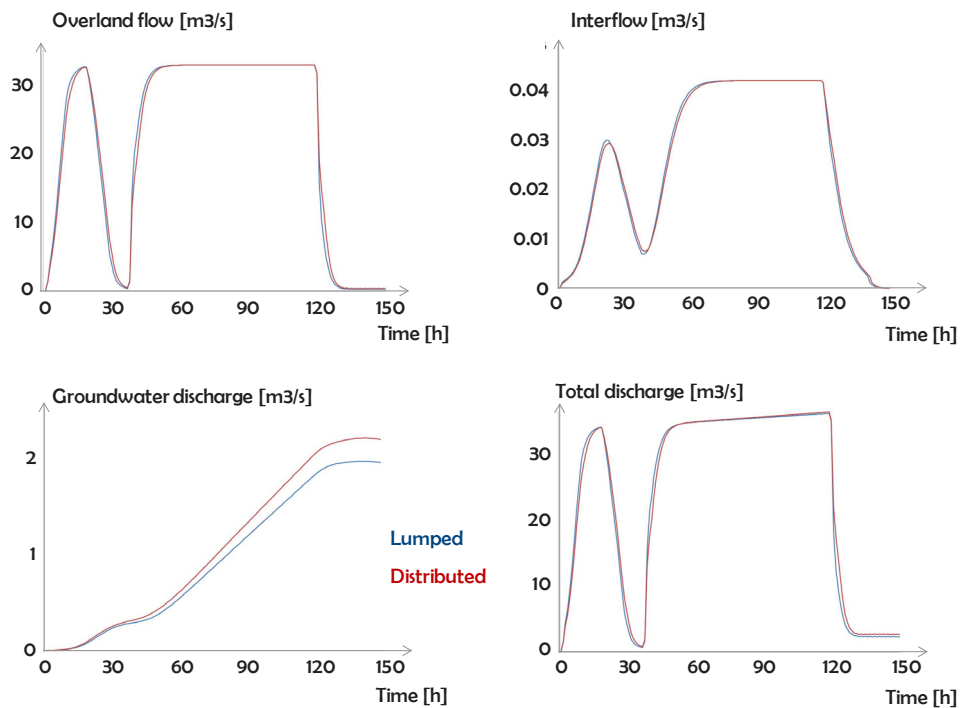 Overland flow [m3/s]
30
20
10
0
0 30 60 90 120 150
Time [h]
Interflow [m3/s]
0.04
0.03
0.02
0.01
0
0 30 60 90 120 150
Time [h]
Groundwater discharge [m3/s]
2
1
0
0 30 60 90 120 150
Time [h]
Lumped
Distributed
Total discharge [m3/s]
30
20
10
0
0 30 60 90 120 150
Time [h]